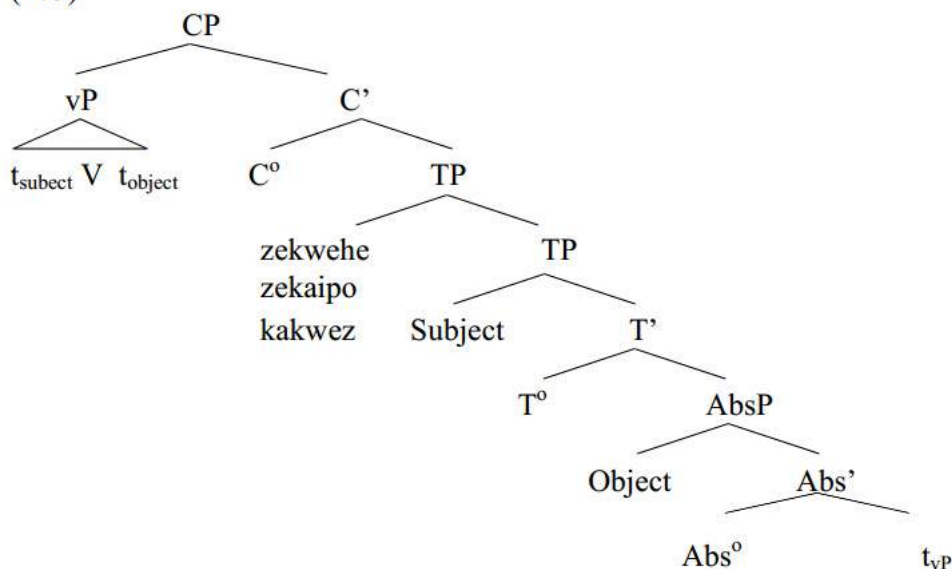 CP
vP C’
t_subect V t_object C° TP
zekwehe TP
zekaipo
kakwez Subject T’
T° AbsP
Object Abs’
Abs° t_vP